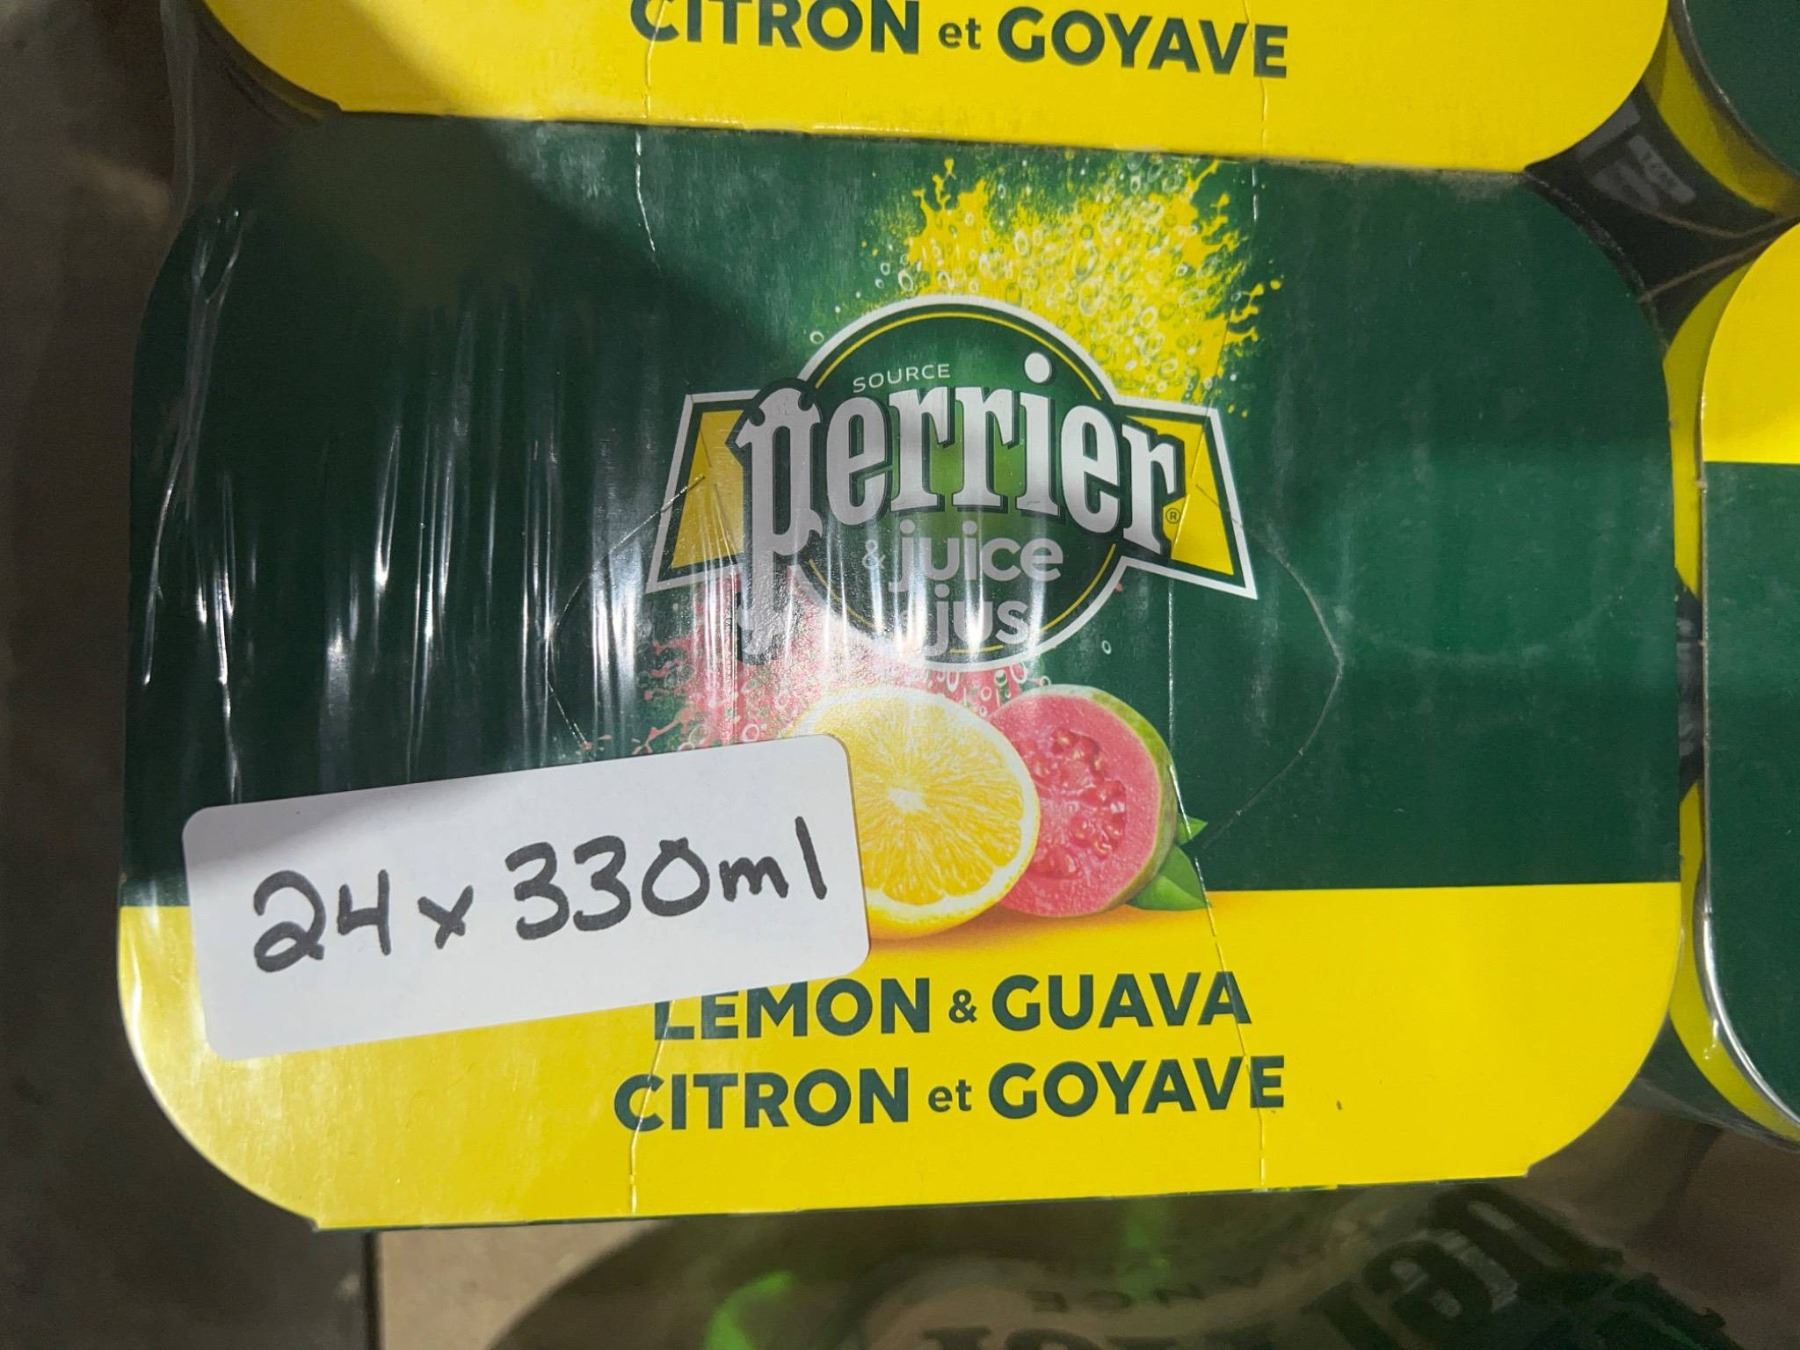 CITRON et GOYAVE
SOURCE
perrier®
& juice
jus
24 x 330ml
LEMON & GUAVA
CITRON et GOYAVE